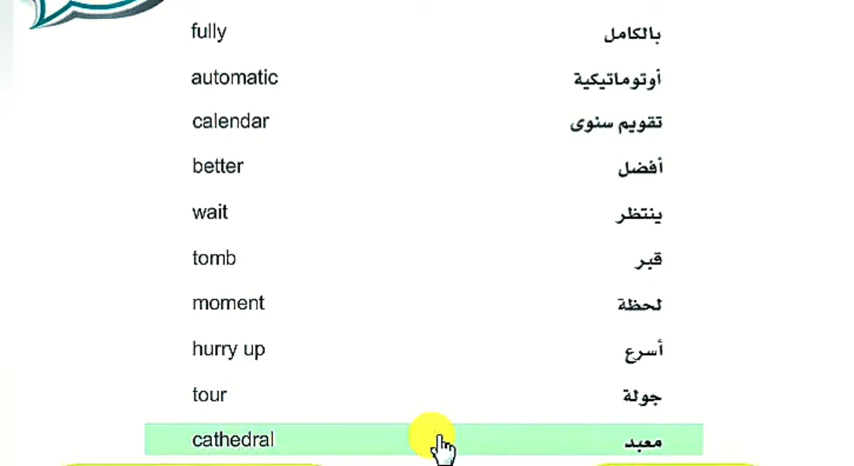 fully بالكامل
automatic أوتوماتيكية
calendar تقويم سنوى
better أفضل
wait ينتظر
tomb قبر
moment لحظة
hurry up أسرع
tour جولة
cathedral معبد